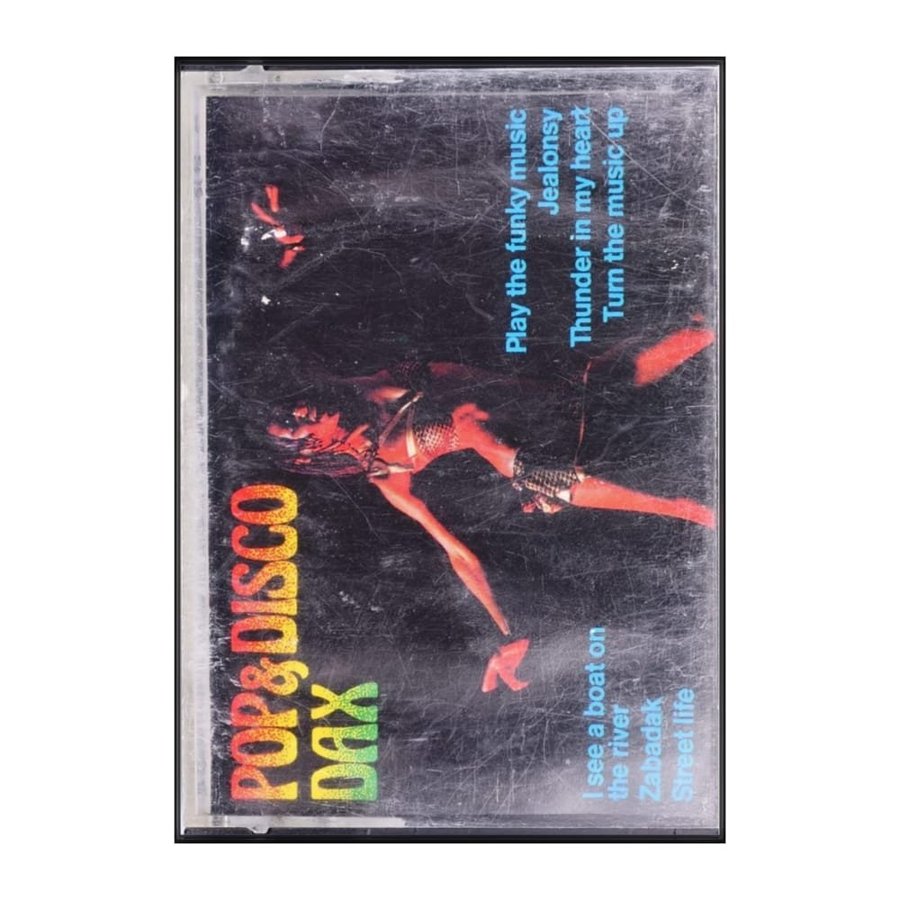 POP & DISCO
DAX
Play the funky music
Jealonsy
Thunder in my heart
Turn the music up
I see a boat on
the river
Zabadak
Street life